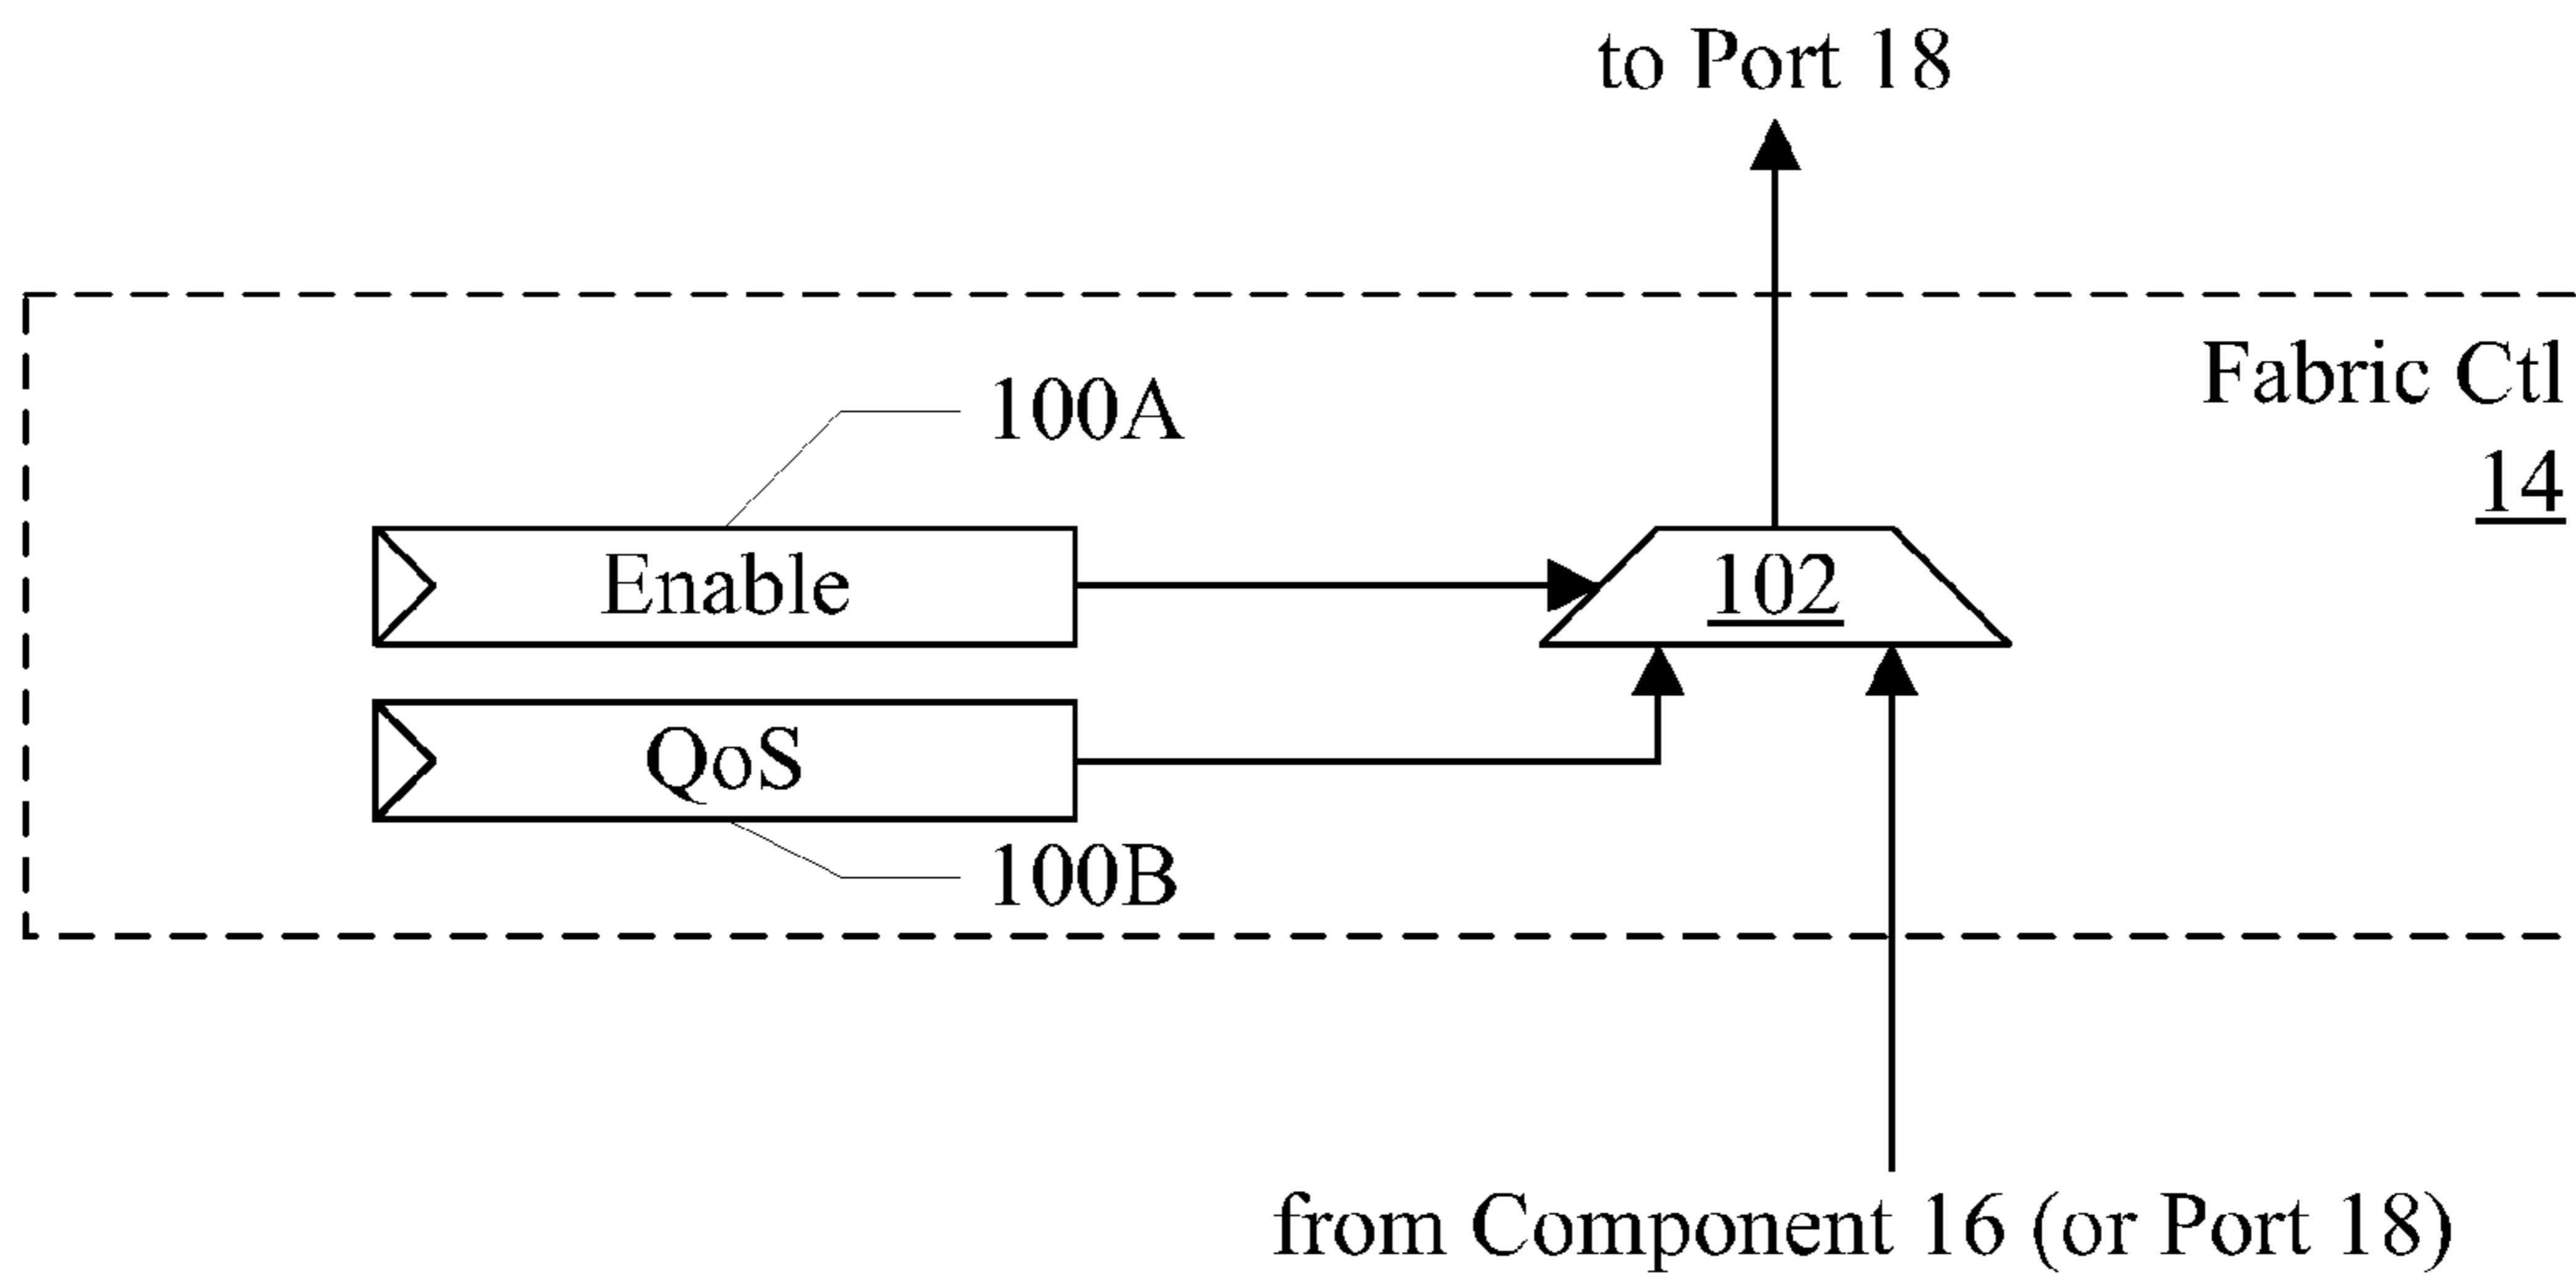 to Port 18
Fabric Ctl
14
100A
Enable
102
QoS
100B
from Component 16 (or Port 18)